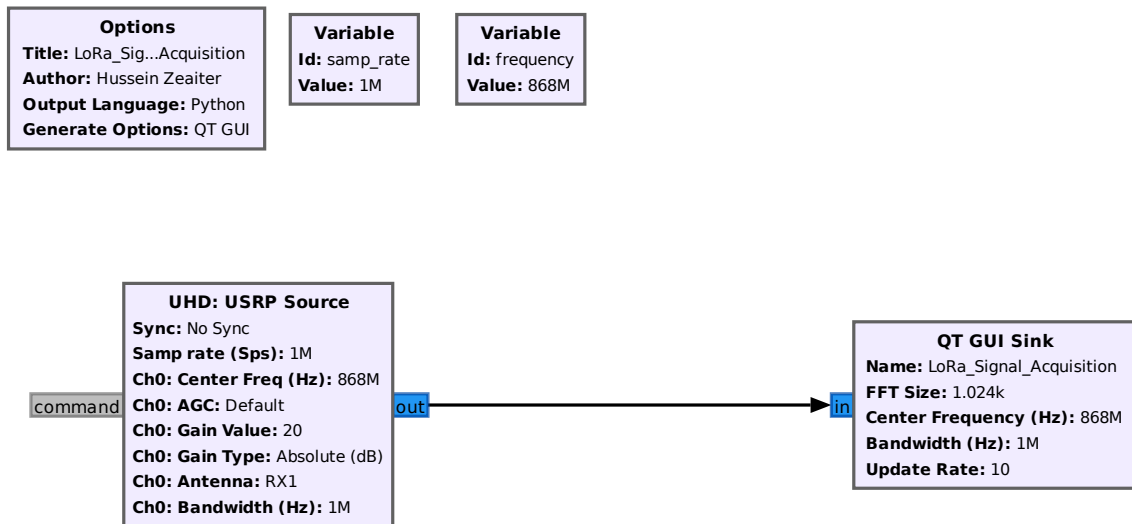 Options
Title: LoRa_Sig...Acquisition
Author: Hussein Zeaiter
Output Language: Python
Generate Options: QT GUI
Variable
Id: samp_rate
Value: 1M
Variable
Id: frequency
Value: 868M
UHD: USRP Source
Sync: No Sync
Samp rate (Sps): 1M
Ch0: Center Freq (Hz): 868M
Ch0: AGC: Default
Ch0: Gain Value: 20
Ch0: Gain Type: Absolute (dB)
Ch0: Antenna: RX1
Ch0: Bandwidth (Hz): 1M
command
out
in
QT GUI Sink
Name: LoRa_Signal_Acquisition
FFT Size: 1.024k
Center Frequency (Hz): 868M
Bandwidth (Hz): 1M
Update Rate: 10